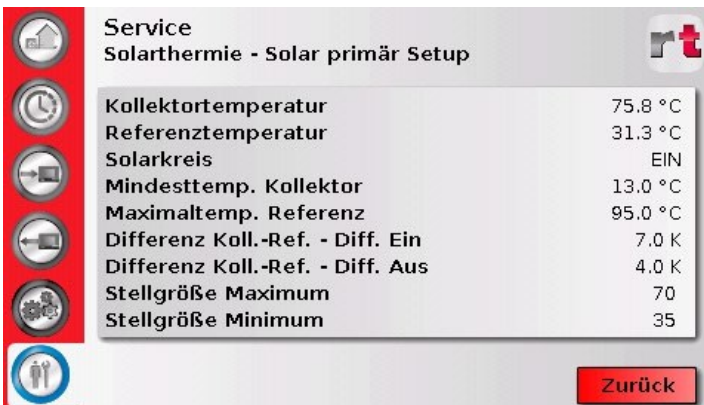 Service
Solarthermie - Solar primär Setup
rt
Kollektortemperatur 75.8 °C
Referenztemperatur 31.3 °C
Solarkreis EIN
Mindesttemp. Kollektor 13.0 °C
Maximaltemp. Referenz 95.0 °C
Differenz Koll.-Ref. - Diff. Ein 7.0 K
Differenz Koll.-Ref. - Diff. Aus 4.0 K
Stellgröße Maximum 70
Stellgröße Minimum 35
Zurück